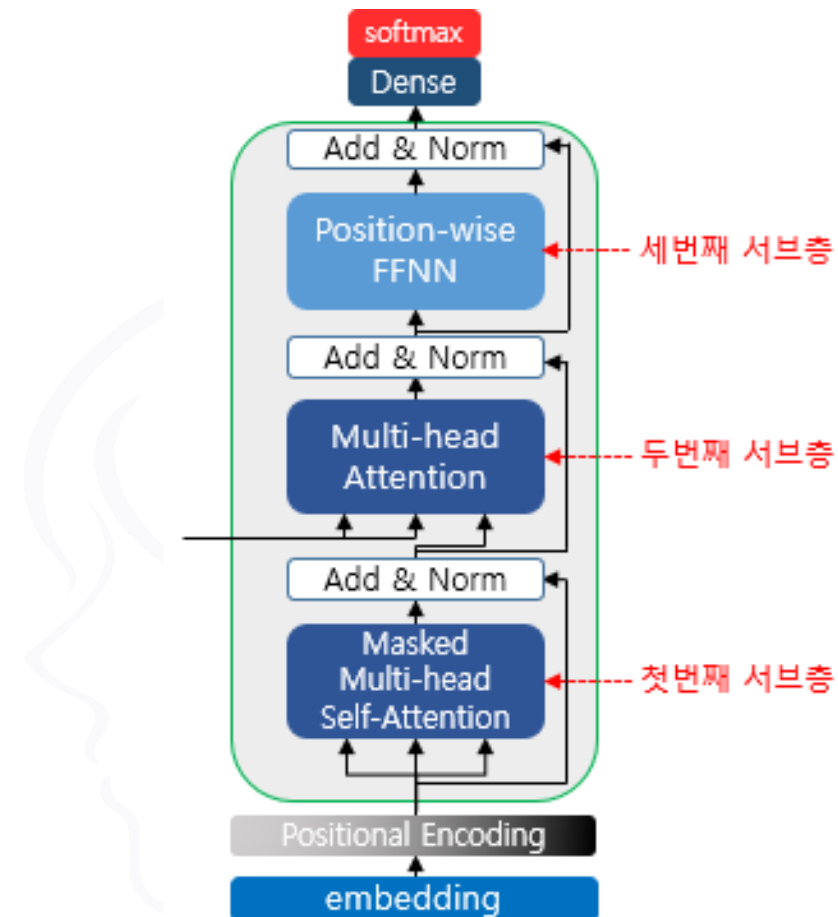 softmax
Dense
Add & Norm
Position-wise
FFNN
세번째 서브층
Add & Norm
Multi-head
Attention
두번째 서브층
Add & Norm
Masked
Multi-head
Self-Attention
첫번째 서브층
Positional Encoding
embedding